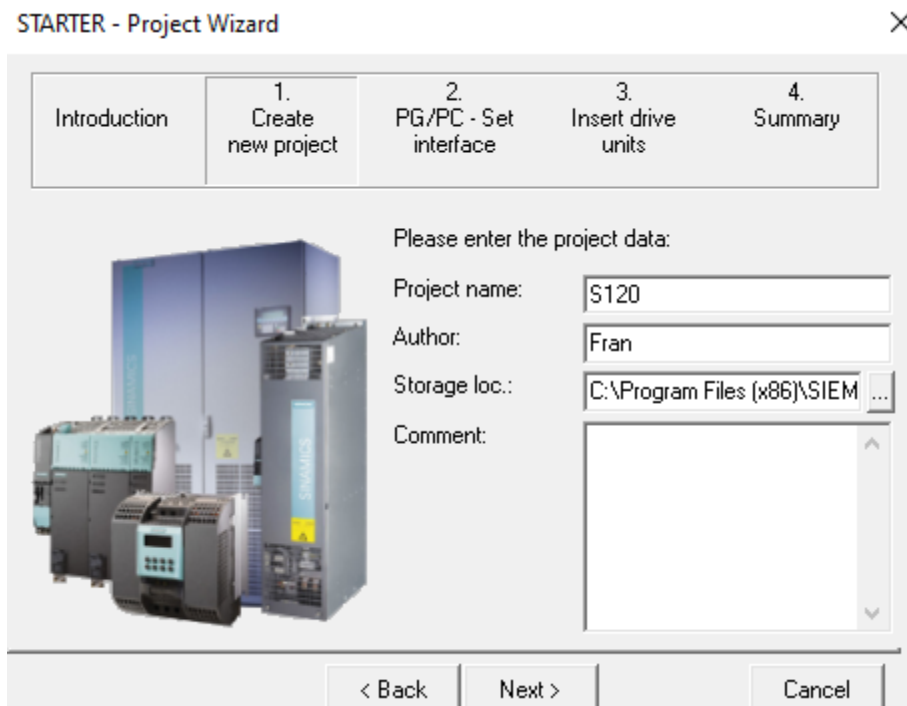 STARTER - Project Wizard
Introduction
1.
Create
new project
2.
PG/PC - Set
interface
3.
Insert drive
units
4.
Summary
Please enter the project data:
Project name:
S120
Author:
Fran
Storage loc.:
C:\Program Files (x86)\SIEM
...
Comment:
SINAMICS
SINAMICS
< Back
Next >
Cancel